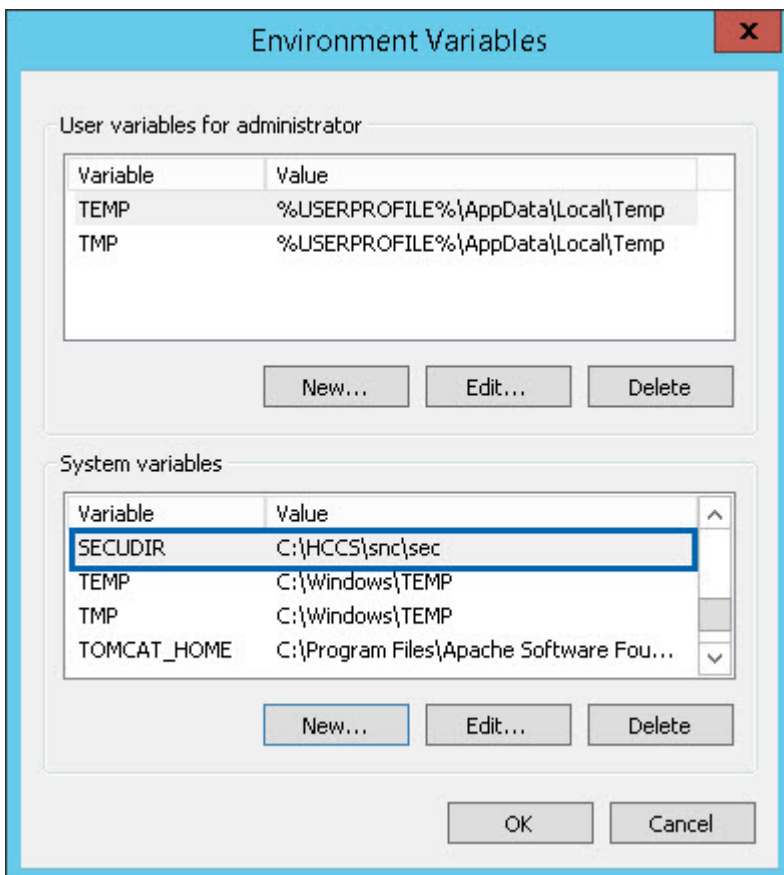 Environment Variables
x
User variables for administrator
Variable Value
TEMP %USERPROFILE%\AppData\Local\Temp
TMP %USERPROFILE%\AppData\Local\Temp
New... Edit... Delete
System variables
Variable Value
SECUDIR C:\HCCS\snc\sec
TEMP C:\Windows\TEMP
TMP C:\Windows\TEMP
TOMCAT_HOME C:\Program Files\Apache Software Fou...
New... Edit... Delete
OK Cancel